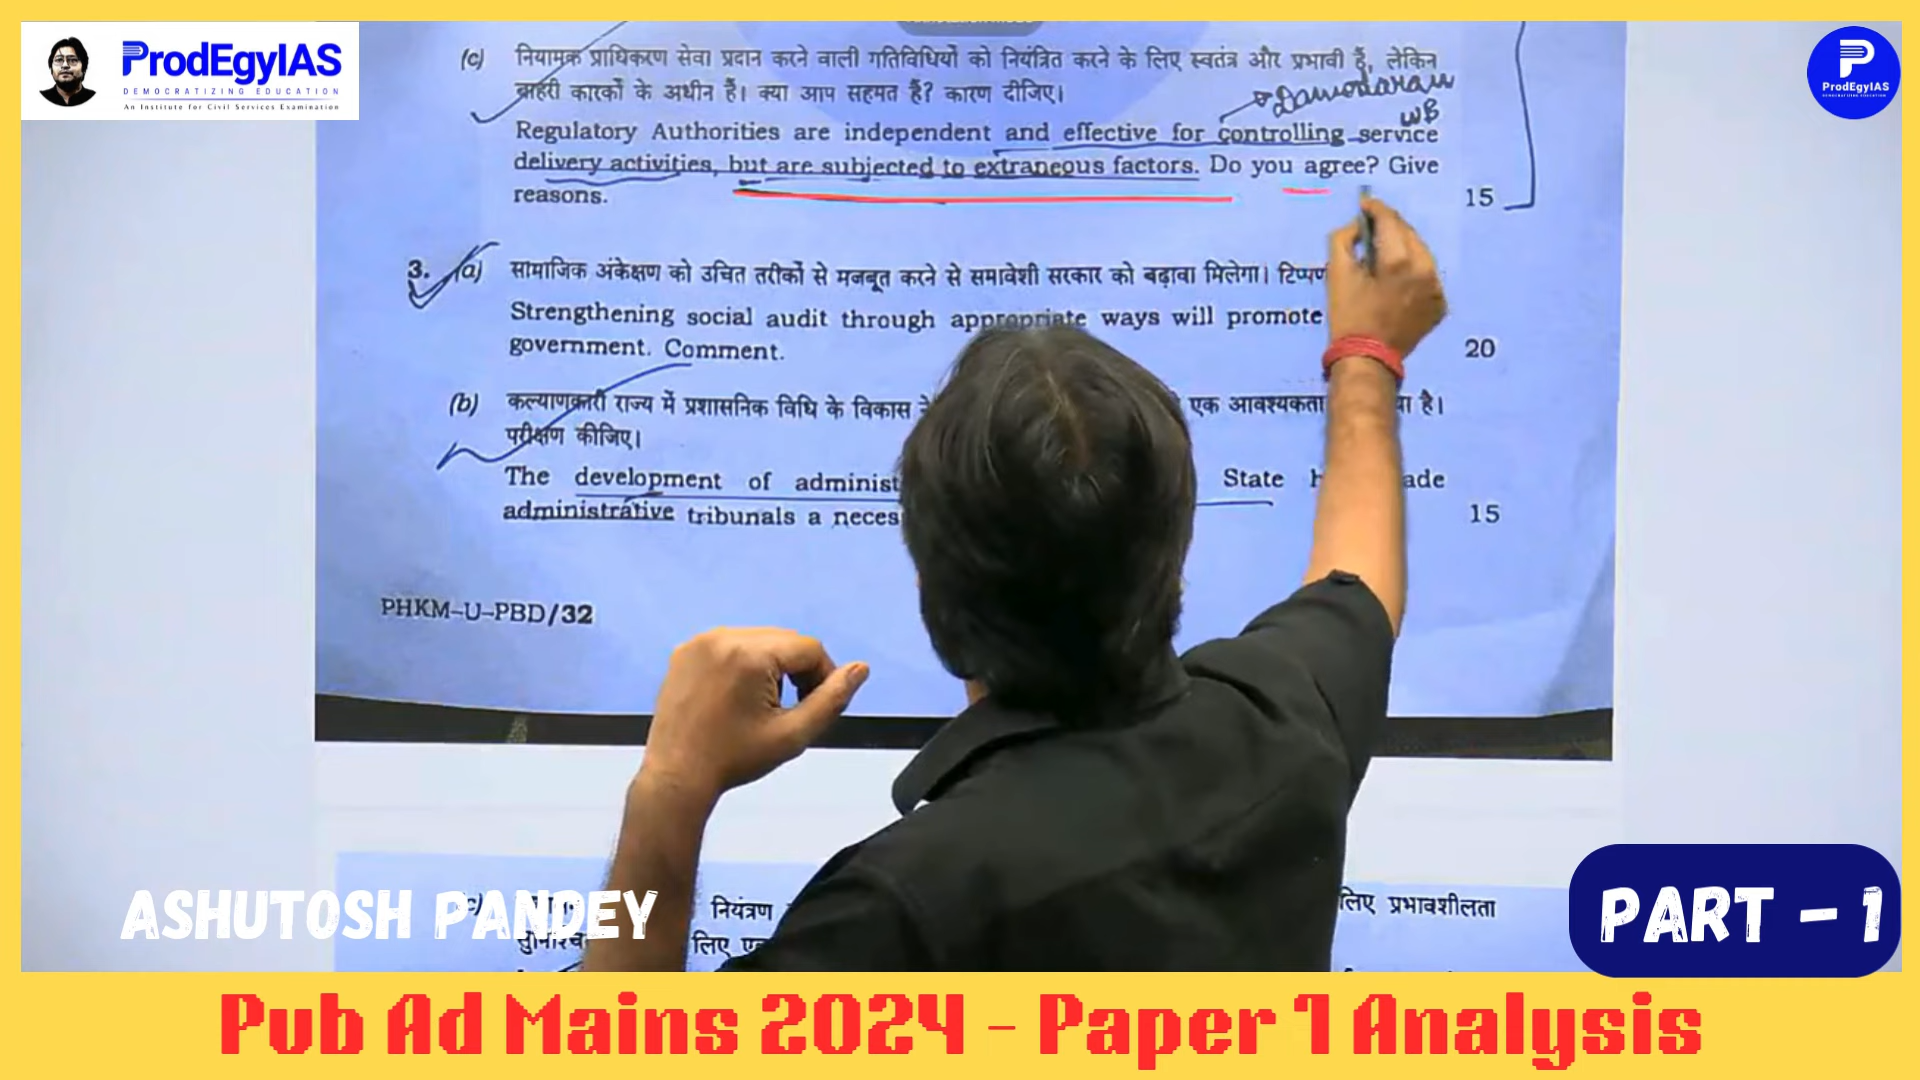 ProdEgyIAS
DEMOCRATIZING EDUCATION
An Institute for Civil Services Examination
ProdEgyIAS
(c) नियामक प्राधिकरण सेवा प्रदान करने वाली गतिविधियों को नियंत्रित करने के लिए स्वतंत्र और प्रभावी हैं, लेकिन
बाहरी कारकों के अधीन हैं। क्या आप सहमत हैं? कारण दीजिए।
Damodaran
WB
Regulatory Authorities are independent and effective for controlling service
delivery activities, but are subjected to extraneous factors. Do you agree? Give
reasons. 15
3. (a) सामाजिक अंकेक्षण को उचित तरीकों से मजबूत करने से समावेशी सरकार को बढ़ावा मिलेगा।
Strengthening social audit through appropriate ways will promote
government. Comment. 20
(b) कल्याणकारी राज्य में प्रशासनिक विधि के विकास एक आवश्यकता है।
परीक्षण कीजिए।
The development of State
administrative tribunals a 15
PHKM-U-PBD/32
नियंत्रण लिए प्रभावशीलता
लिए
ASHUTOSH PANDEY
PART - 1
Pub Ad Mains 2024 - Paper 1 Analysis